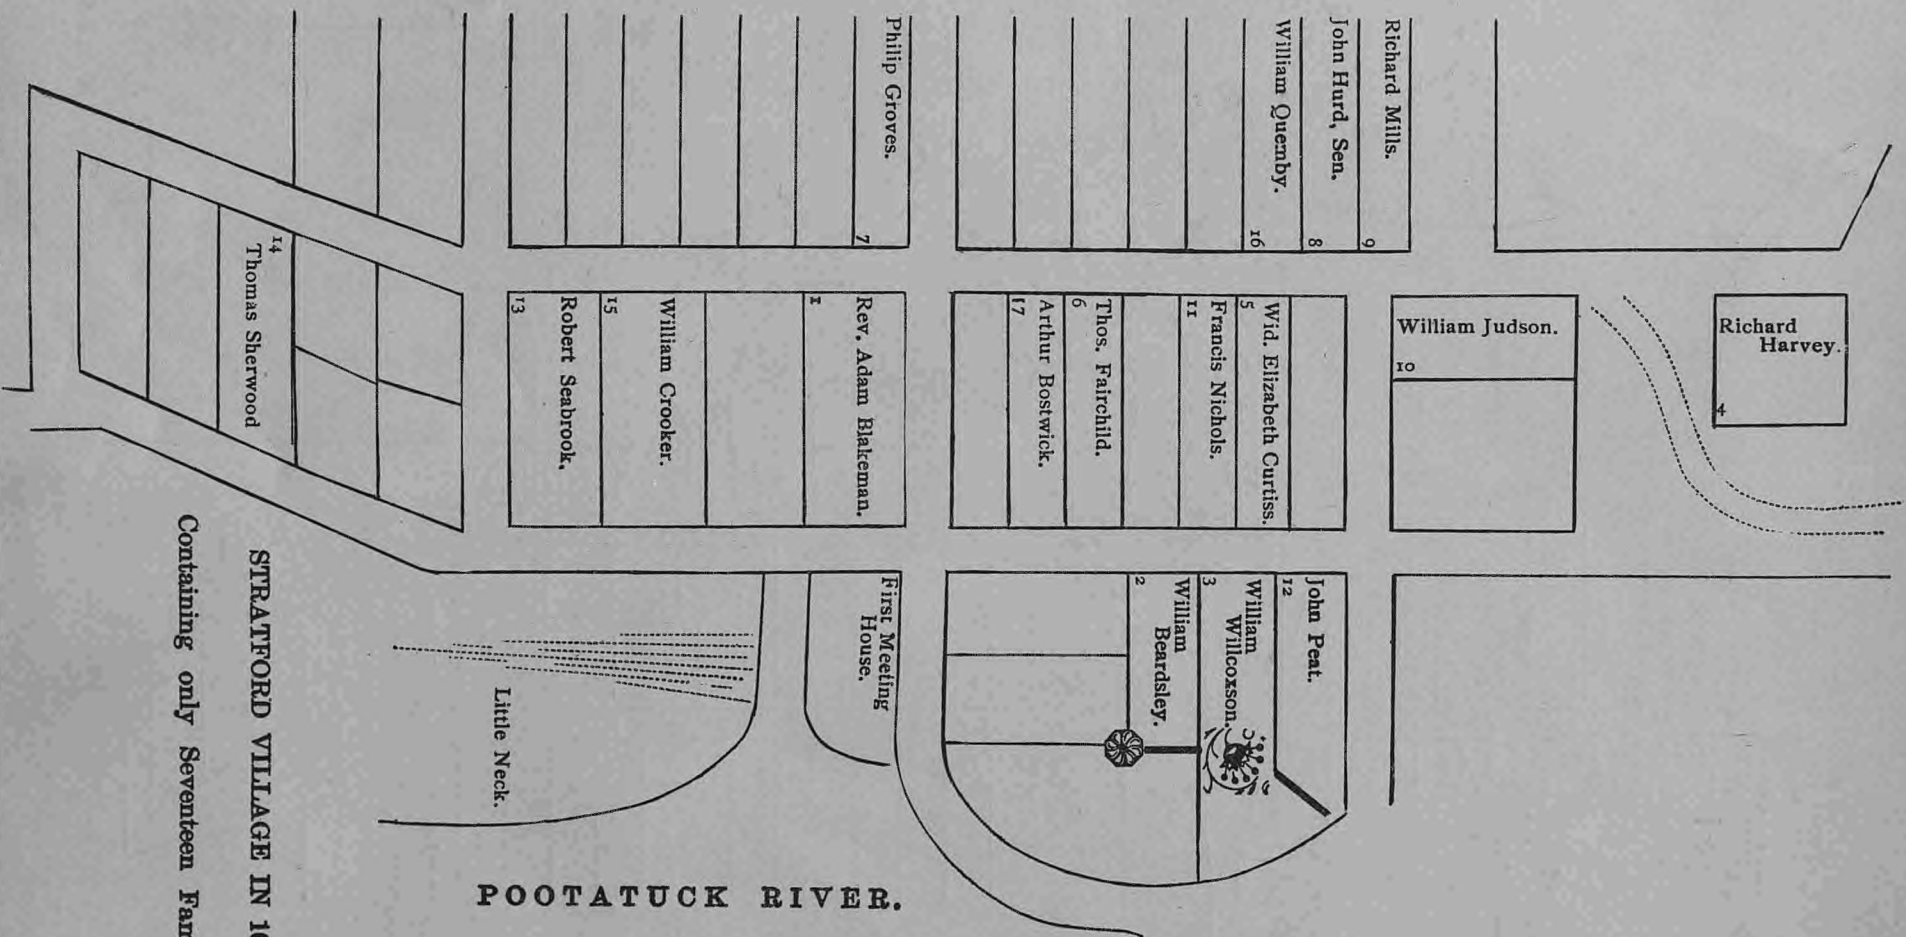 Philip Groves.
7
William Quemby.
16
John Hurd, Sen.
8
Richard Mills.
9
14
Thomas Sherwood
13
Robert Seabrook.
15
William Crooker.
1
Rev. Adam Blakeman.
17
Arthur Bostwick.
6
Thos. Fairchild.
11
Francis Nichols.
5
Wid. Elizabeth Curtiss.
William Judson.
10
Richard
Harvey.
4
First Meeting
House.
2
William
Beardsley.
3
William
Willcoxson.
12
John Peat.
Little Neck.
POOTATUCK RIVER.
STRATFORD VILLAGE IN
Containing only Seventeen